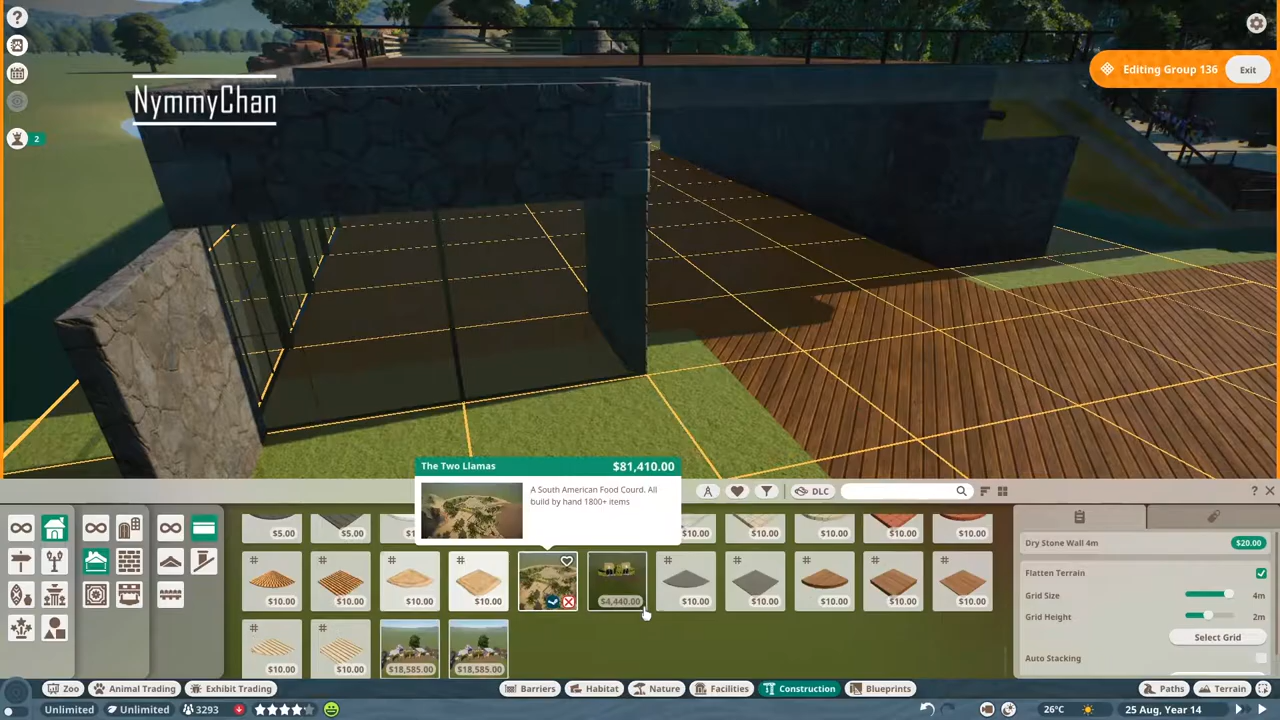 NymmyChan
Editing Group 136
Exit
2
The Two Llamas
$81,410.00
A South American Food Courd. All
build by hand 1800+ items
DLC
$5.00
$5.00
$10.00
$10.00
$10.00
$10.00
$10.00
$10.00
$10.00
$10.00
$10.00
$4,440.00
$10.00
$10.00
$10.00
$10.00
$10.00
$10.00
$10.00
$18,585.00
$18,585.00
Dry Stone Wall 4m
$20.00
Flatten Terrain
Grid Size
4m
Grid Height
2m
Select Grid
Auto Stacking
Zoo
Animal Trading
Exhibit Trading
Barriers
Habitat
Nature
Facilities
Construction
Blueprints
Paths
Terrain
Unlimited
Unlimited
3293
26°C
25 Aug, Year 14